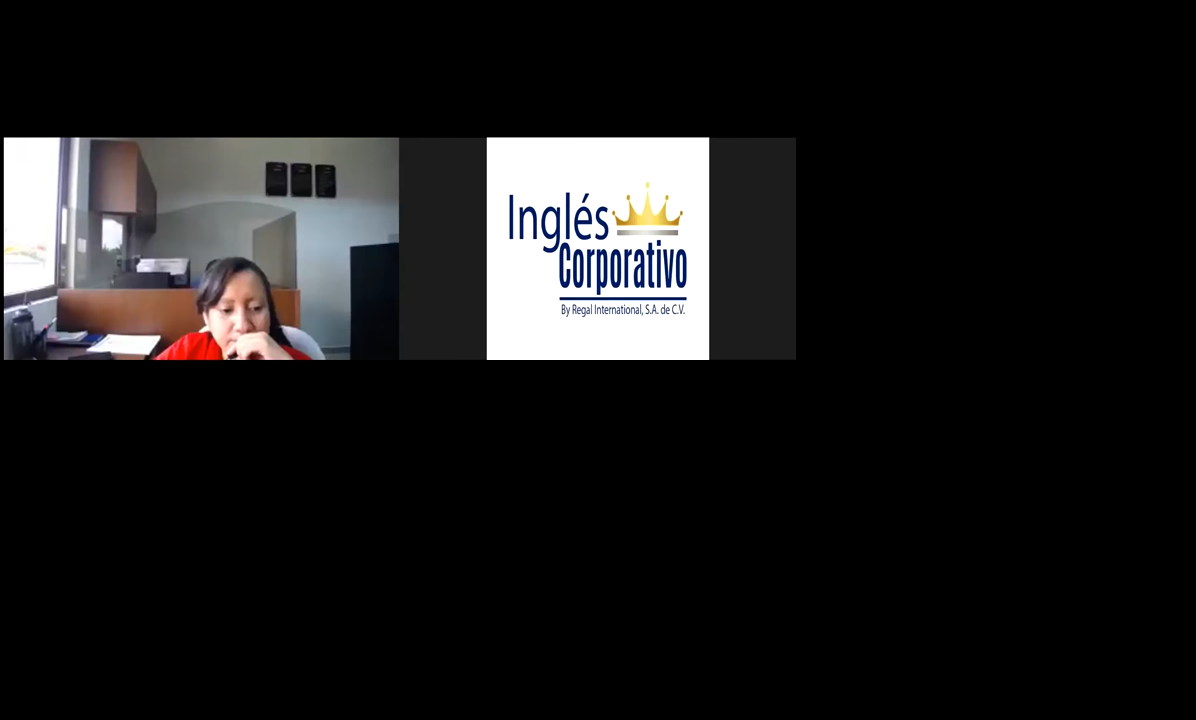 Inglés
Corporativo
By Regal International, S.A. de C.V.